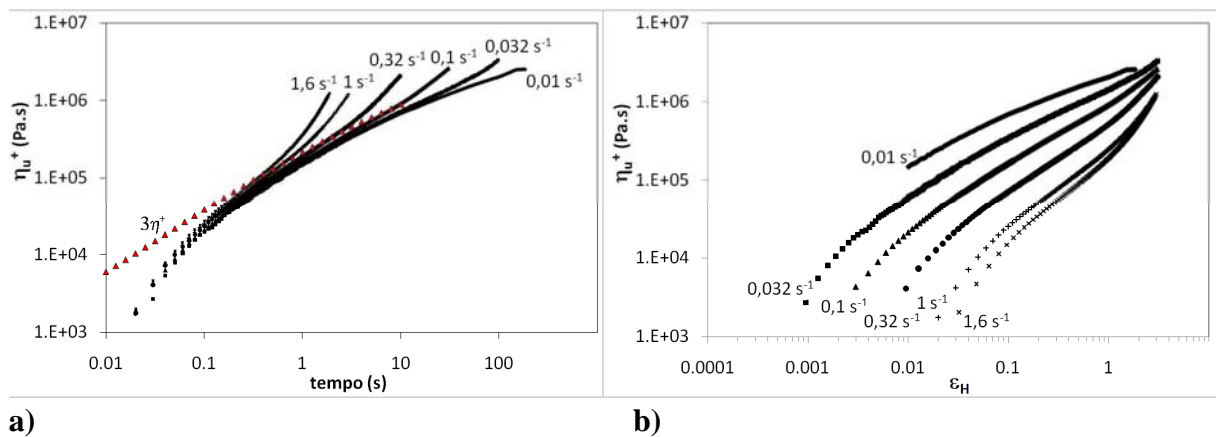 1.E+07
1.E+06
1.E+05
1.E+04
1.E+03
ηu+ (Pa.s)
0.01 0.1 1 10 100
tempo (s)
1,6 s-1
1 s-1
0,32 s-1
0,1 s-1
0,032 s-1
0,01 s-1
3η+
a)
1.E+07
1.E+06
1.E+05
1.E+04
1.E+03
ηu+ (Pa.s)
0.0001 0.001 0.01 0.1 1
εH
0,01 s-1
0,032 s-1
0,1 s-1
0,32 s-1
1 s-1
1,6 s-1
b)